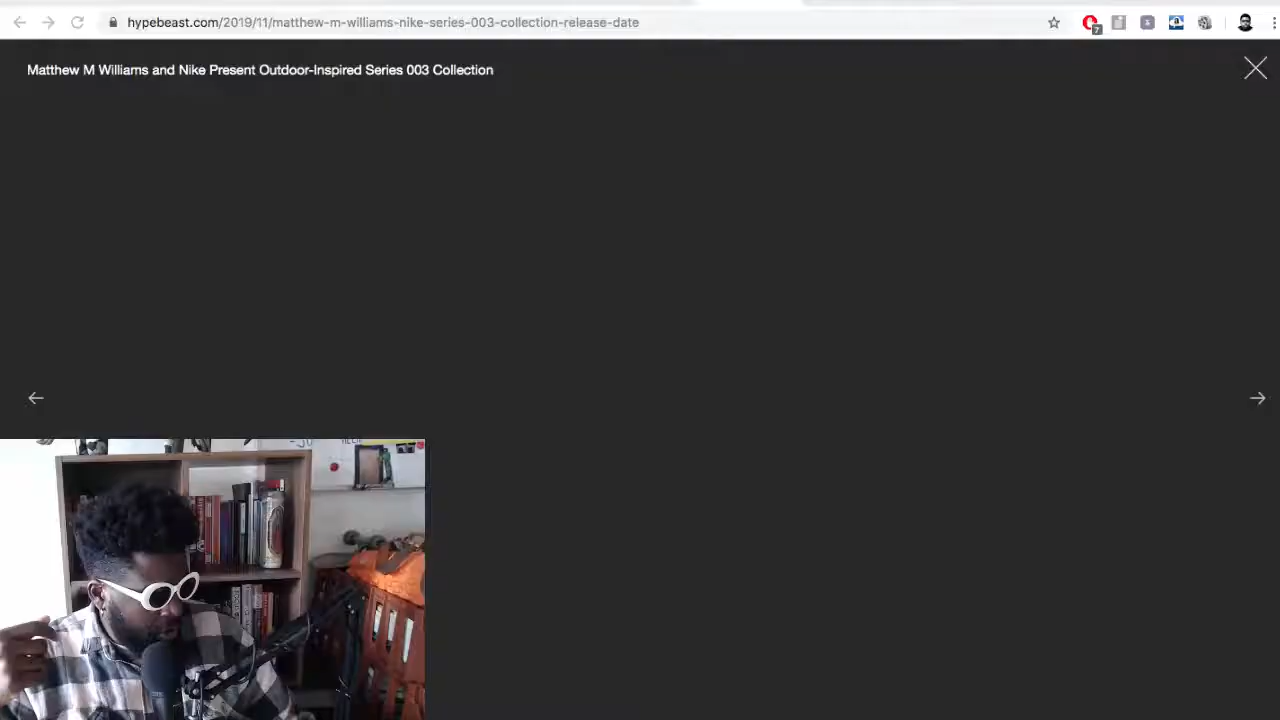 hypebeast.com/2019/11/matthew-m-williams-nike-series-003-collection-release-date
7
Matthew M Williams and Nike Present Outdoor-Inspired Series 003 Collection